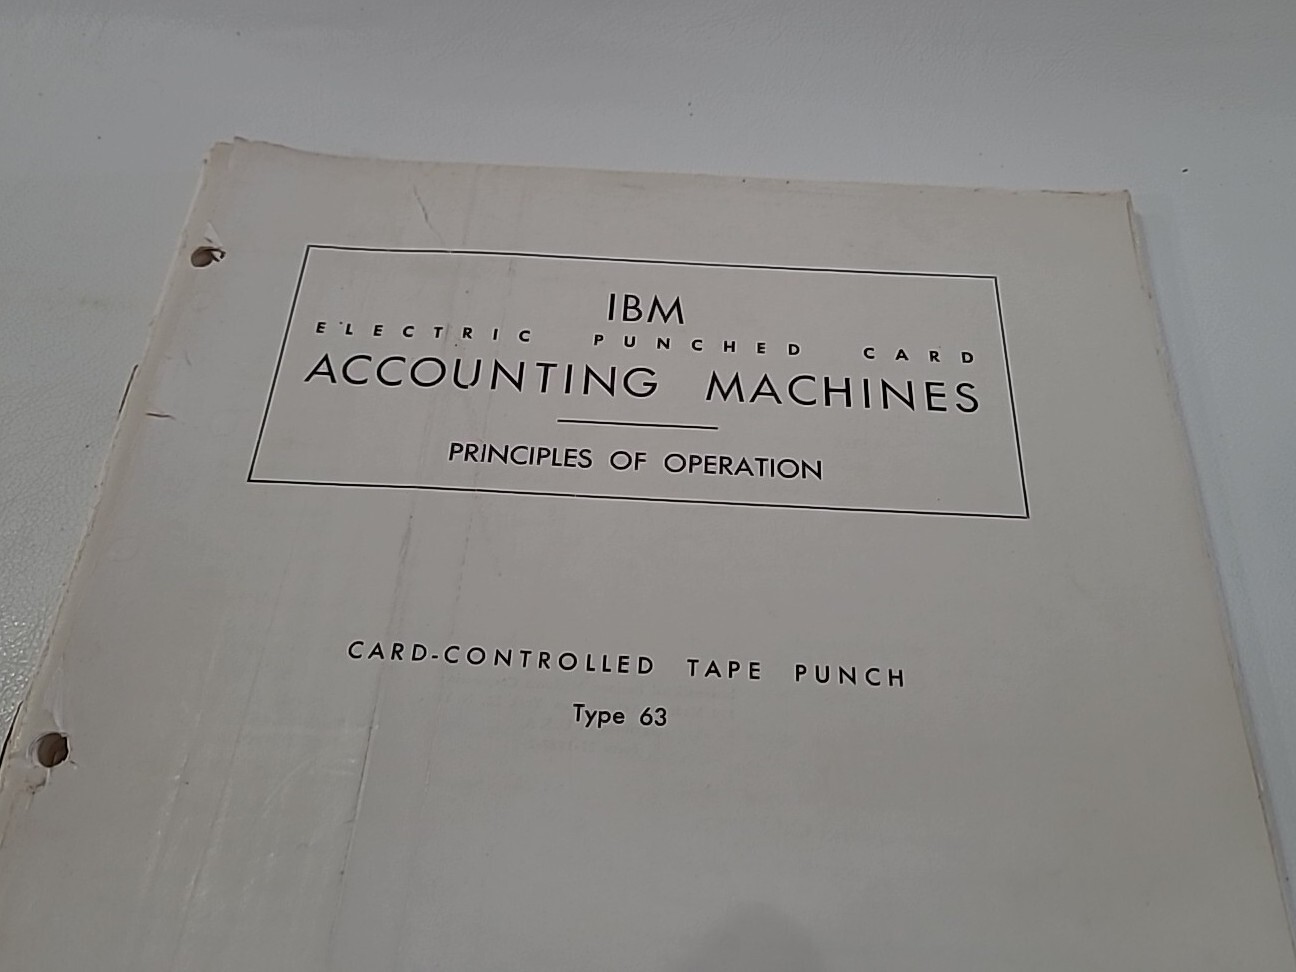 IBM
ELECTRIC PUNCHED CARD
ACCOUNTING MACHINES
PRINCIPLES OF OPERATION
CARD-CONTROLLED TAPE PUNCH
Type 63